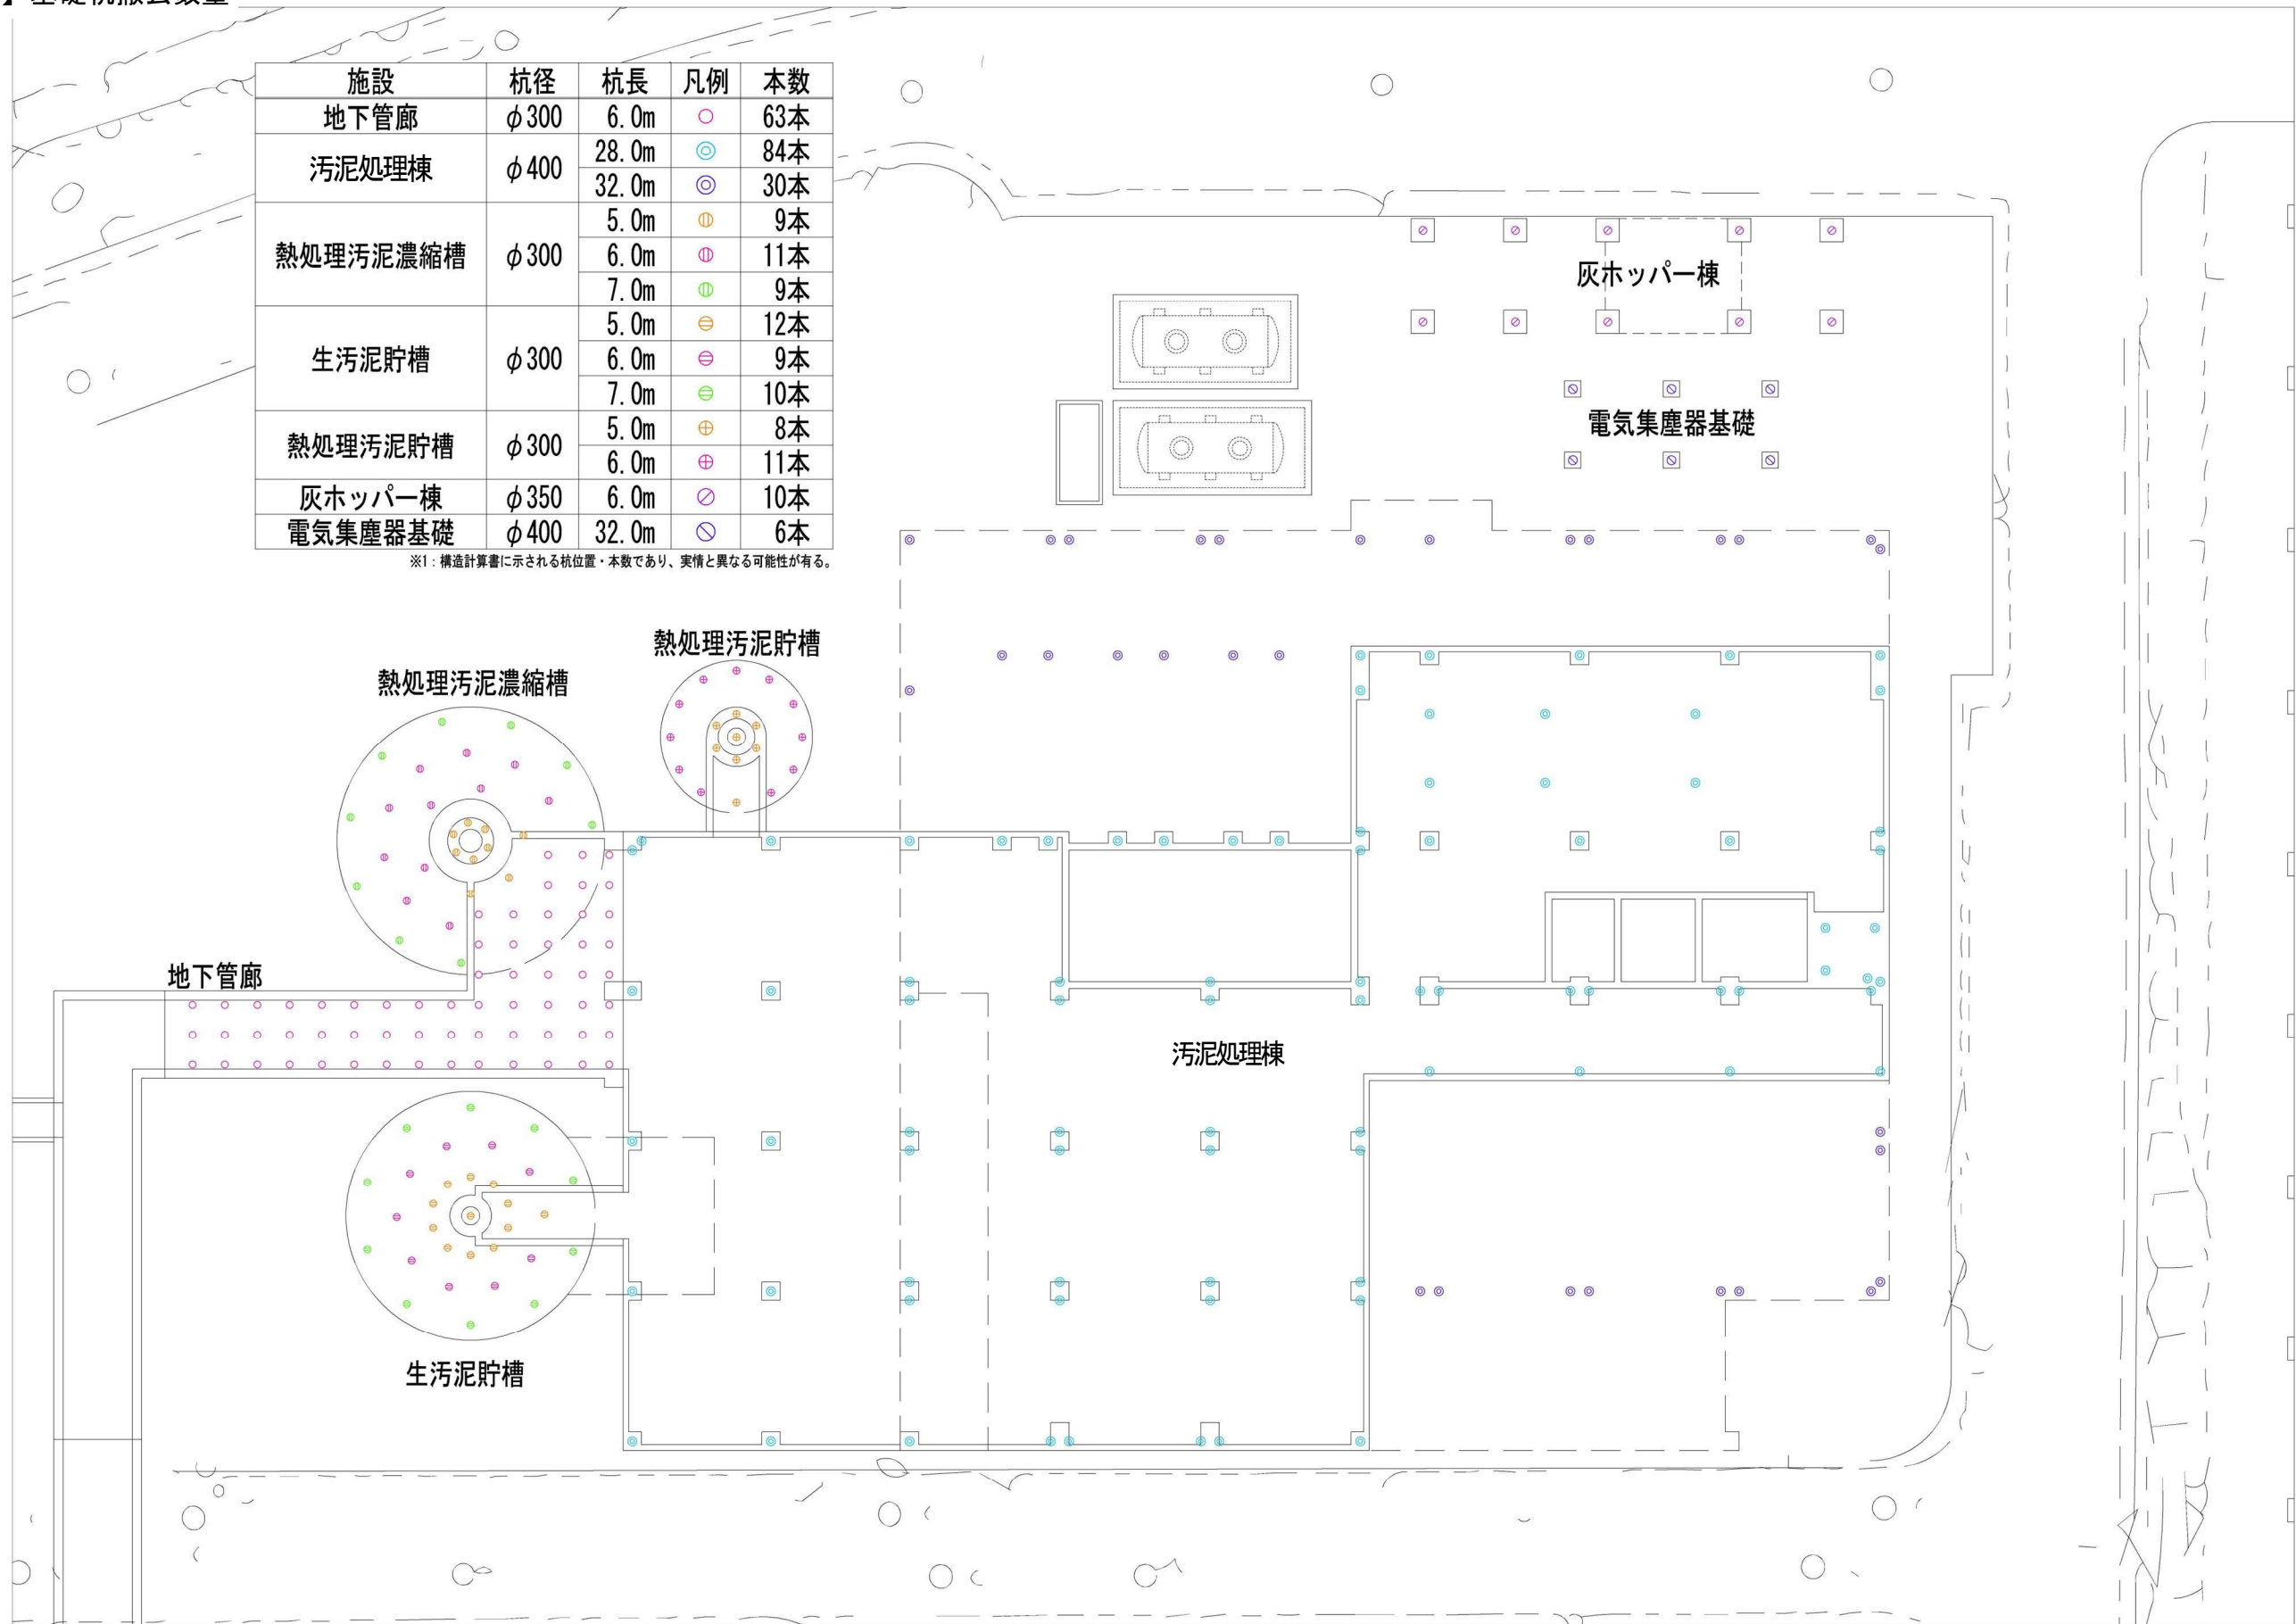 基礎杭撤去数量
施設 杭径 杭長 凡例 本数
地下管廊 φ300 6.0m 63本
汚泥処理棟 φ400 28.0m 84本
32.0m 30本
熱処理汚泥濃縮槽 φ300 5.0m 9本
6.0m 11本
7.0m 9本
生汚泥貯槽 φ300 5.0m 12本
6.0m 9本
7.0m 10本
熱処理汚泥貯槽 φ300 5.0m 8本
6.0m 11本
灰ホッパー棟 φ350 6.0m 10本
電気集塵器基礎 φ400 32.0m 6本
※1：構造計算書に示される杭位置・本数であり、実情と異なる可能性が有る。
灰ホッパー棟
電気集塵器基礎
熱処理汚泥貯槽
熱処理汚泥濃縮槽
地下管廊
汚泥処理棟
生汚泥貯槽